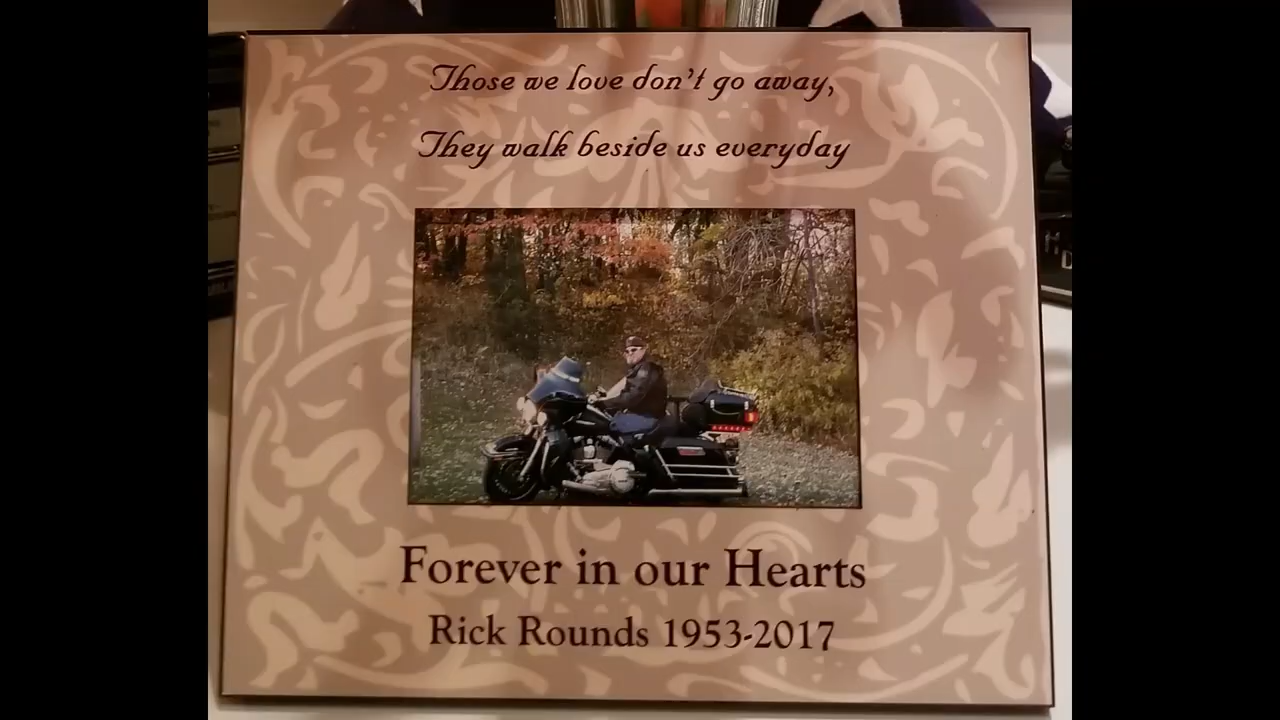 Those we love don't go away,
They walk beside us everyday
Forever in our Hearts
Rick Rounds 1953-2017